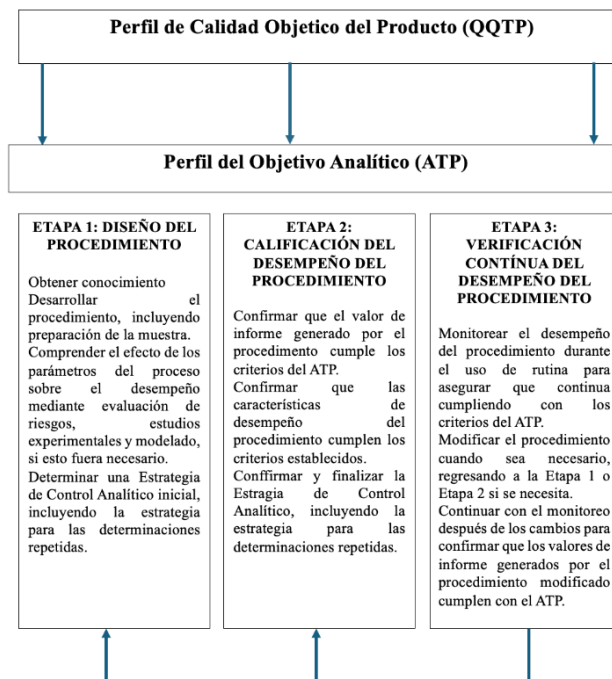 Perfil de Calidad Objetico del Producto (QQTP)
Perfil del Objetivo Analítico (ATP)
ETAPA 1: DISEÑO DEL
PROCEDIMIENTO
Obtener conocimiento
Desarrollar el
procedimiento, incluyendo
preparación de la muestra.
Comprender el efecto de los
parámetros del proceso
sobre el desempeño
mediante evaluación de
riesgos, estudios
experimentales y modelado,
si esto fuera necesario.
Determinar una Estrategia
de Control Analítico inicial,
incluyendo la estrategia
para las determinaciones
repetidas.
ETAPA 2:
CALIFICACIÓN DEL
DESEMPEÑO DEL
PROCEDIMIENTO
Confirmar que el valor de
informe generado por el
procedimento cumple los
criterios del ATP.
Confirmar que las
características de
desempeño del
procedimiento cumplen los
criterios establecidos.
Conffirmar y finalizar la
Estragia de Control
Analítico, incluyendo la
estrategia para las
determinaciones repetidas.
ETAPA 3:
VERIFICACIÓN
CONTÍNUA DEL
DESEMPEÑO DEL
PROCEDIMIENTO
Monitorear el desempeño
del procedimiento durante
el uso de rutina para
asegurar que continua
cumpliendo con los
criterios del ATP.
Modificar el procedimiento
cuando sea necesario,
regresando a la Etapa 1 o
Etapa 2 si se necesita.
Continuar con el monitoreo
después de los cambios para
confirmar que los valores de
informe generados por el
procedimiento modificado
cumplen con el ATP.